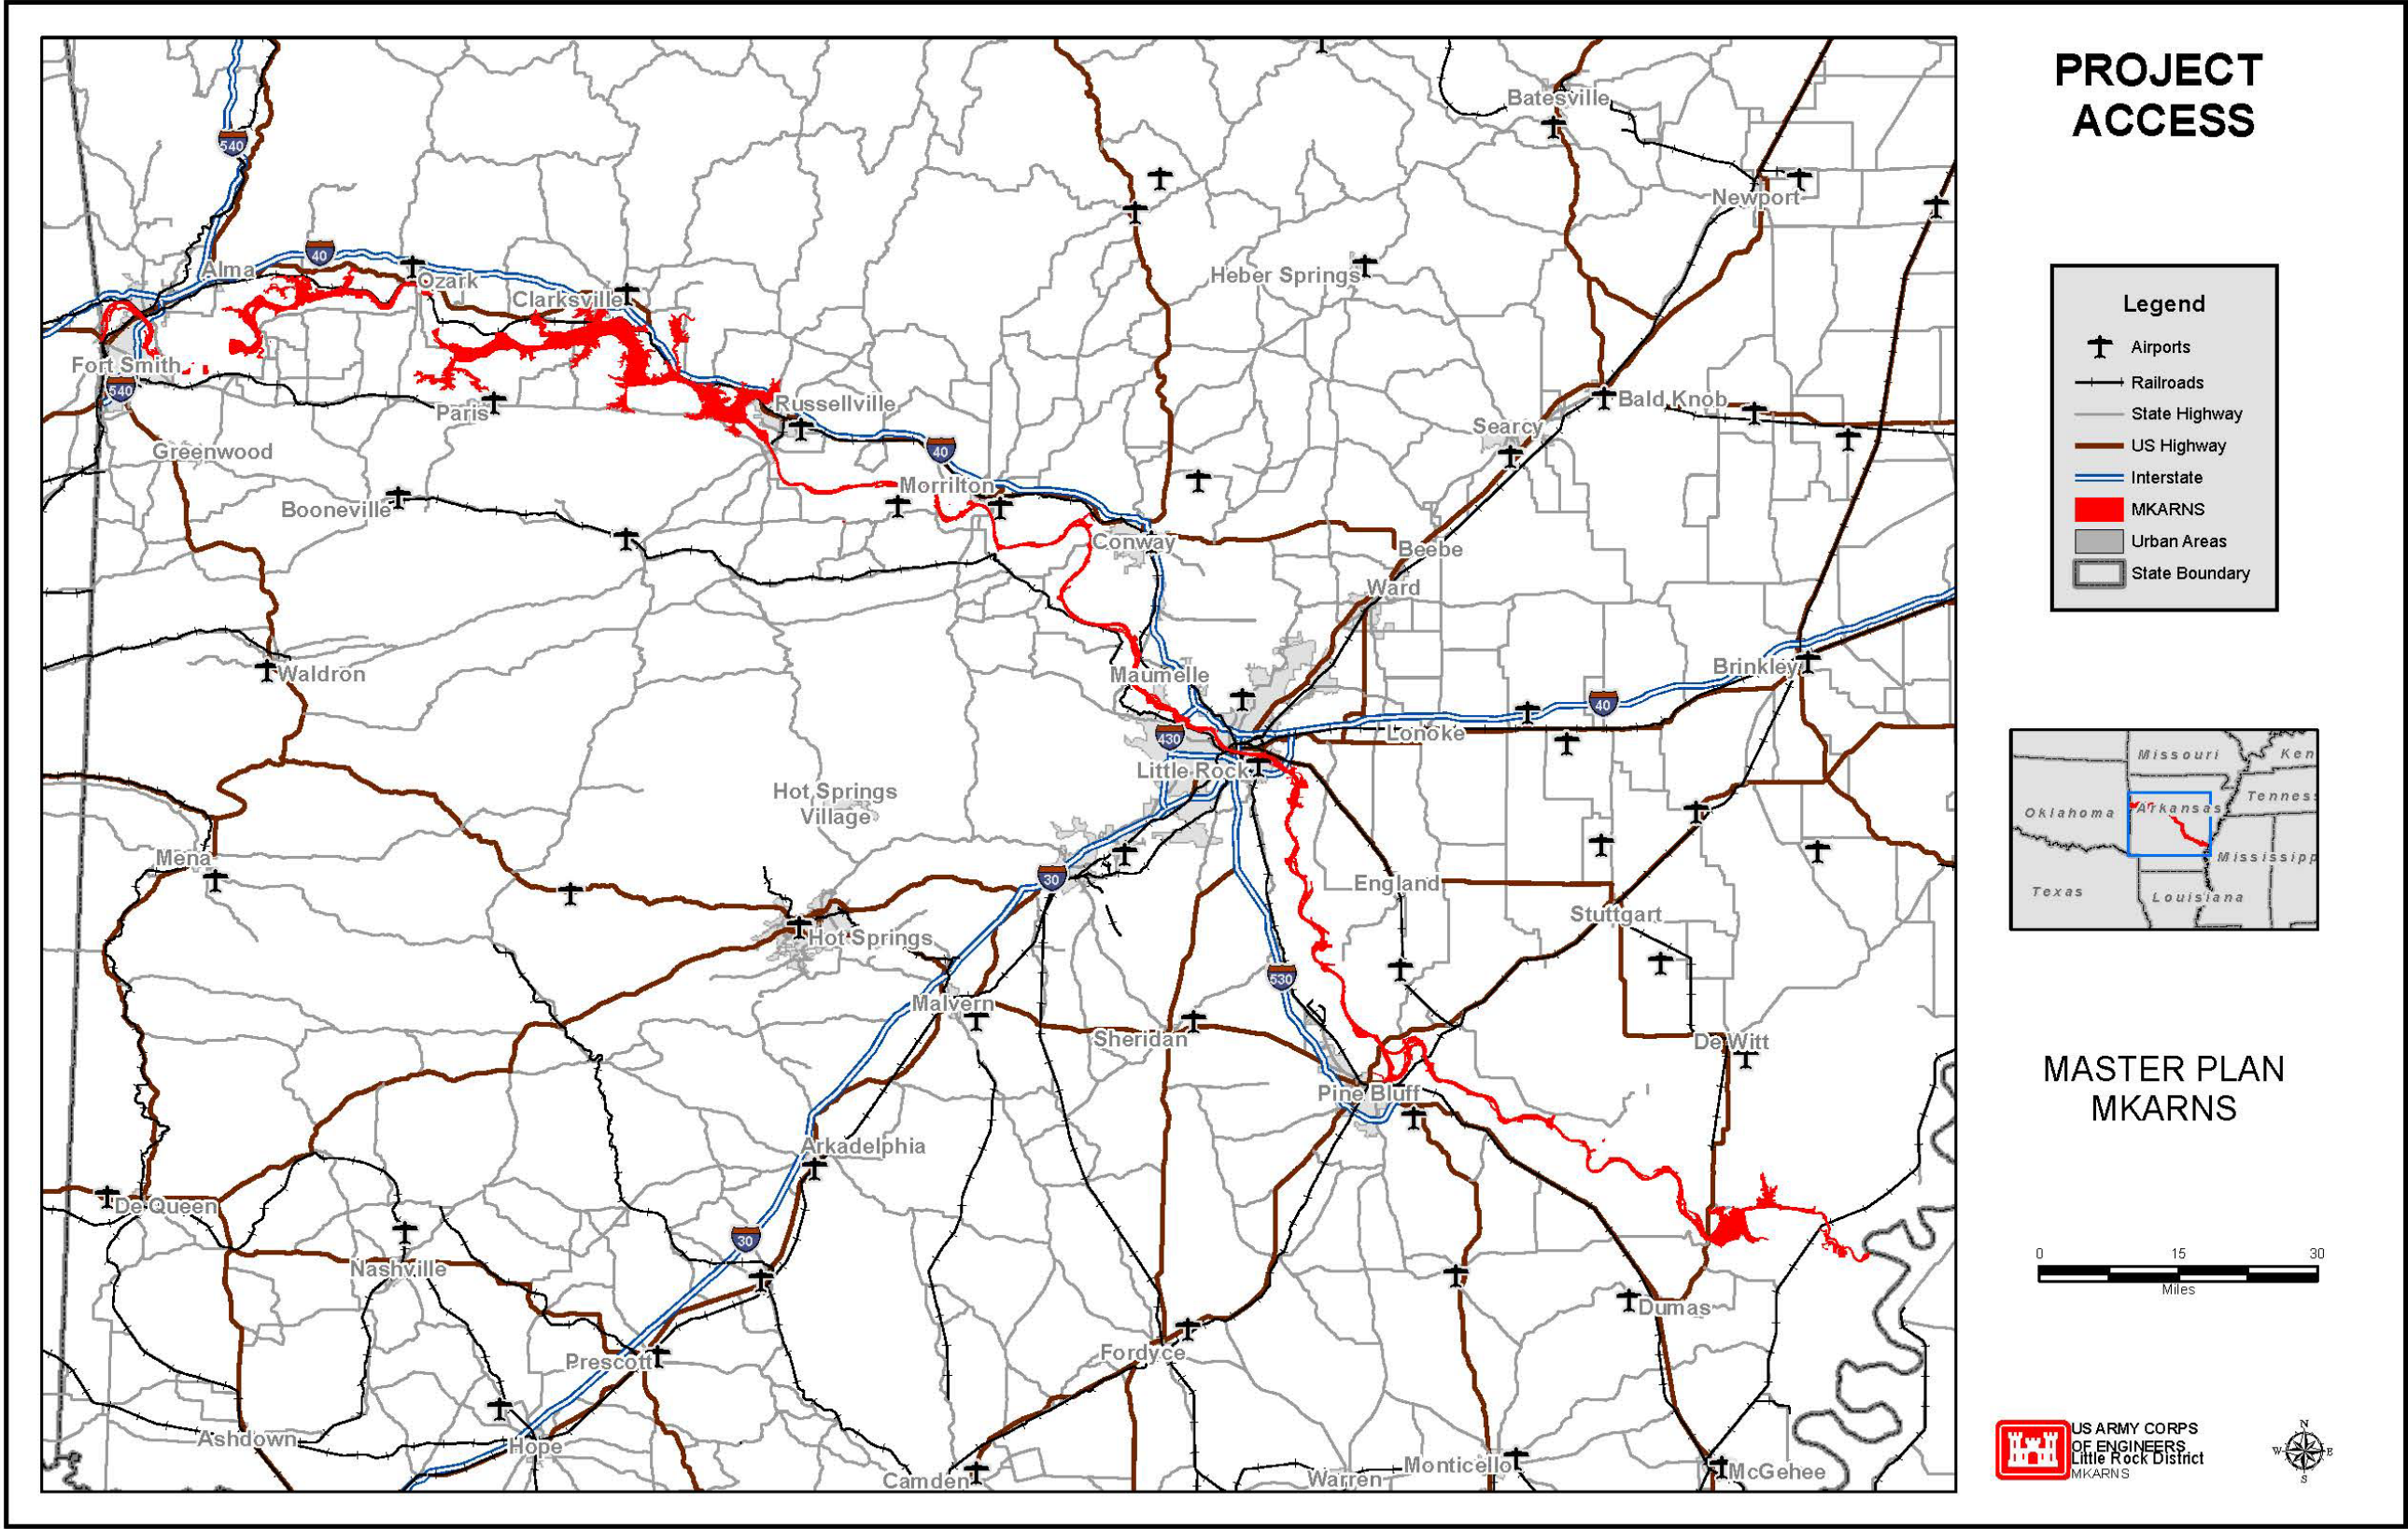 PROJECT
ACCESS
Legend
Airports
Railroads
State Highway
US Highway
Interstate
MKARNS
Urban Areas
State Boundary
Missouri
Ken
Oklahoma
Arkansas
Tennes
Mississipp
Texas
Louisiana
MASTER PLAN
MKARNS
0 15 30
Miles
US ARMY CORPS
OF ENGINEERS
Little Rock District
MKARNS
N
W E
S
Batesville
540
Newport
40
Alma
Ozark
Heber Springs
Clarksville
Fort Smith
540
Paris
Russellville
Bald Knob
Searcy
Greenwood
40
Morrilton
Booneville
Conway
Beebe
Ward
Waldron
Maumelle
Brinkley
40
430
Lonoke
Little Rock
Hot Springs
Village
Mena
30
England
Stuttgart
Hot Springs
530
Malvern
Sheridan
De Witt
Pine Bluff
Arkadelphia
De Queen
30
Nashville
Dumas
Prescott
Fordyce
Ashdown
Hope
Camden
Warren
Monticello
McGehee